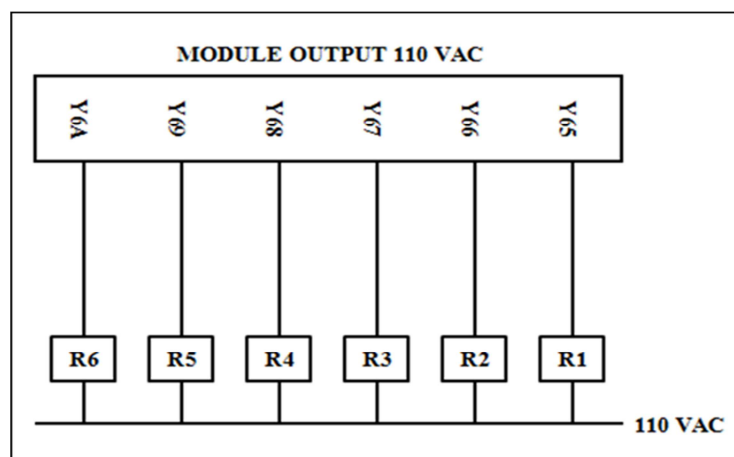 MODULE OUTPUT 110 VAC
Y6A Y69 Y68 Y67 Y66 Y65
R6 R5 R4 R3 R2 R1
110 VAC